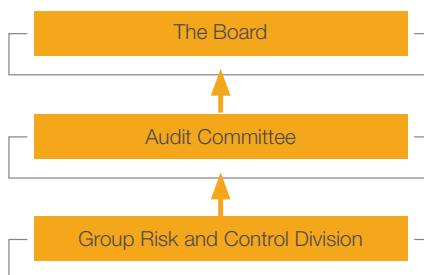 The Board
Audit Committee
Group Risk and Control Division